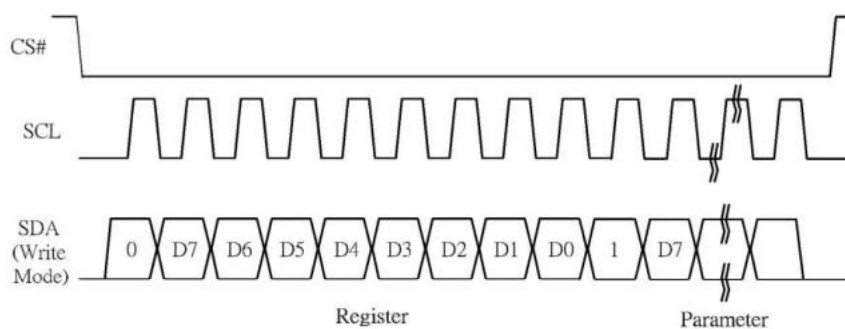 CS#
SCL
SDA
(Write
Mode)
0 D7 D6 D5 D4 D3 D2 D1 D0 1 D7
Register Parameter